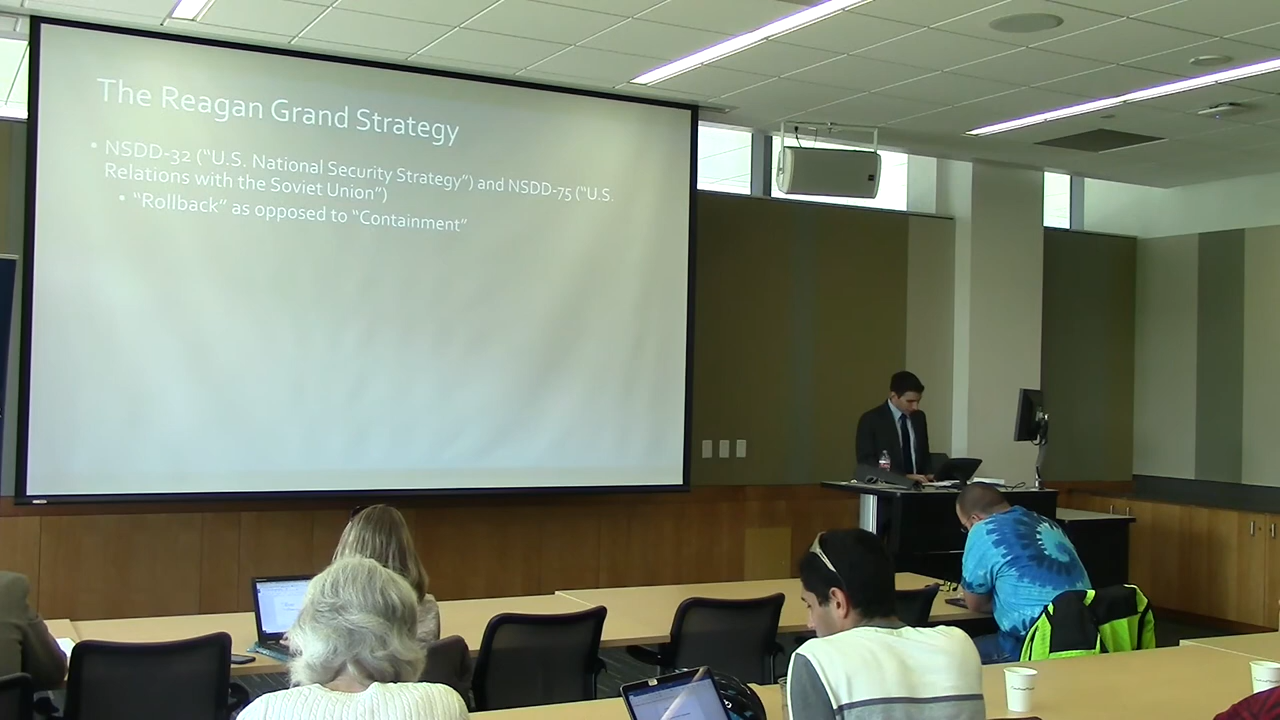 The Reagan Grand Strategy
• NSDD-32 (“U.S. National Security Strategy”) and NSDD-75 (“U.S.
Relations with the Soviet Union”)
• “Rollback” as opposed to “Containment”